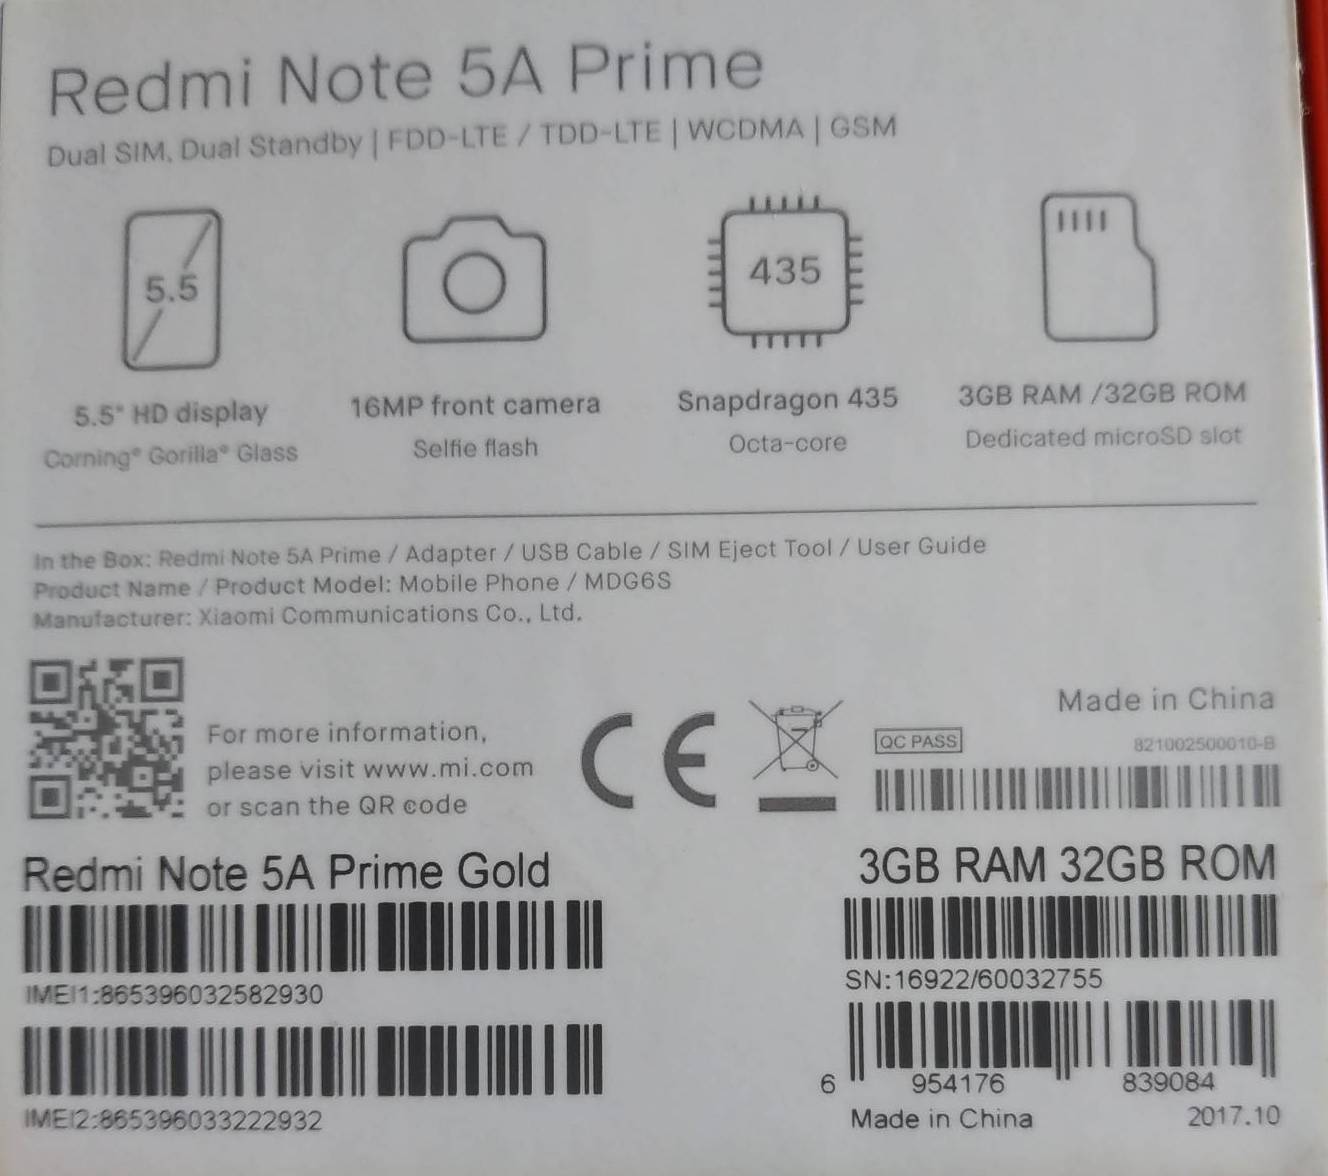 Redmi Note 5A Prime
Dual SIM, Dual Standby | FDD-LTE / TDD-LTE | WCDMA | GSM
5.5
435
5.5" HD display
Corning® Gorilla® Glass
16MP front camera
Selfie flash
Snapdragon 435
Octa-core
3GB RAM /32GB ROM
Dedicated microSD slot
In the Box: Redmi Note 5A Prime / Adapter / USB Cable / SIM Eject Tool / User Guide
Product Name / Product Model: Mobile Phone / MDG6S
Manufacturer: Xiaomi Communications Co., Ltd.
For more information,
please visit www.mi.com
or scan the QR code
CE
Made in China
QC PASS
821002500010-B
Redmi Note 5A Prime Gold
IMEI1:865396032582930
IMEI2:865396033222932
3GB RAM 32GB ROM
SN:16922/60032755
6 954176 839084
Made in China 2017.10